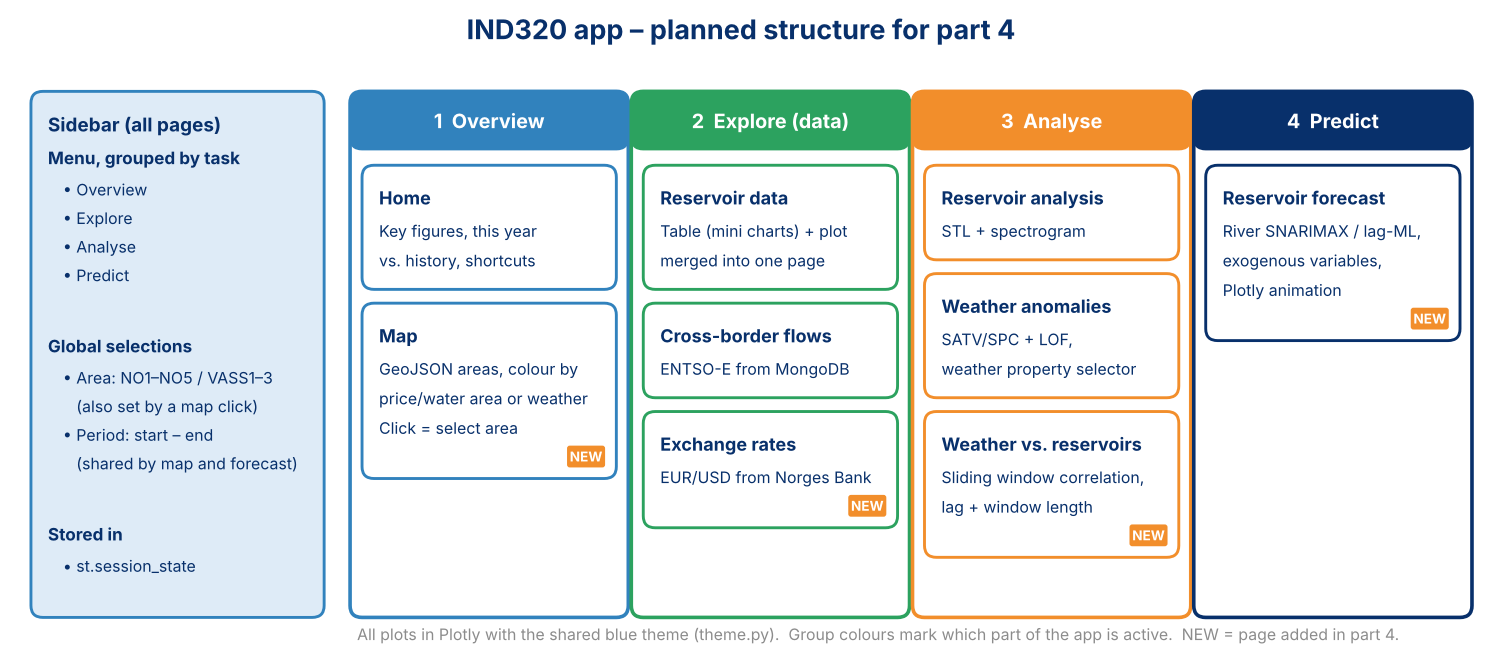 IND320 app – planned structure for part 4
Sidebar (all pages)
Menu, grouped by task
• Overview
• Explore
• Analyse
• Predict
Global selections
• Area: NO1–NO5 / VASS1–3
(also set by a map click)
• Period: start – end
(shared by map and forecast)
Stored in
• st.session_state
1 Overview
Home
Key figures, this year
vs. history, shortcuts
Map
GeoJSON areas, colour by
price/water area or weather
Click = select area
NEW
2 Explore (data)
Reservoir data
Table (mini charts) + plot
merged into one page
Cross-border flows
ENTSO-E from MongoDB
Exchange rates
EUR/USD from Norges Bank
NEW
3 Analyse
Reservoir analysis
STL + spectrogram
Weather anomalies
SATV/SPC + LOF,
weather property selector
Weather vs. reservoirs
Sliding window correlation,
lag + window length
NEW
4 Predict
Reservoir forecast
River SNARIMAX / lag-ML,
exogenous variables,
Plotly animation
NEW
All plots in Plotly with the shared blue theme (theme.py). Group colours mark which part of the app is active. NEW = page added in part 4.